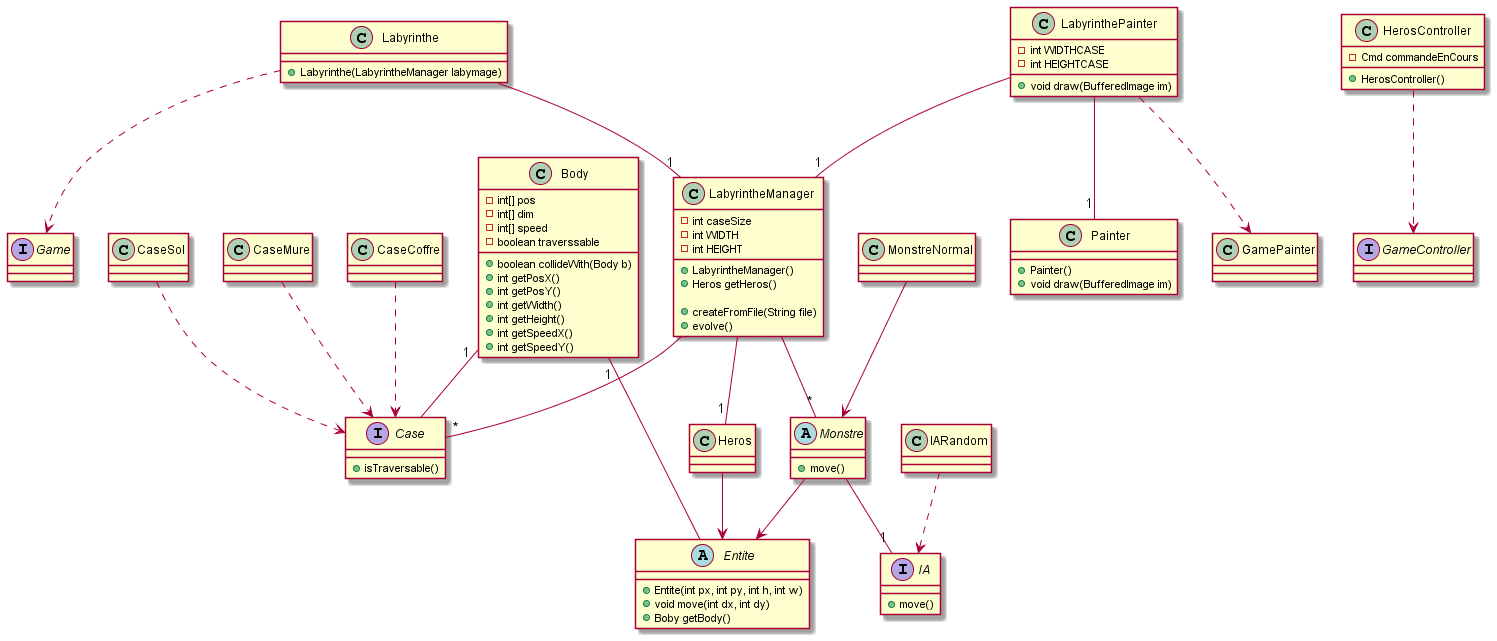 C Labyrinthe
Labyrinthe(LabyrintheManager labymage)
C LabyrinthePainter
int WIDTHCASE
int HEIGHTCASE
void draw(BufferedImage im)
C HerosController
Cmd commandeEnCours
HerosController()
1
1
1
C Body
int[] pos
int[] dim
int[] speed
boolean traverssable
boolean collideWith(Body b)
int getPosX()
int getPosY()
int getWidth()
int getHeight()
int getSpeedX()
int getSpeedY()
C LabyrintheManager
int caseSize
int WIDTH
int HEIGHT
LabyrintheManager()
Heros getHeros()
createFromFile(String file)
evolve()
I Game
C CaseSol
C CaseMure
C CaseCoffre
C MonstreNormal
C Painter
Painter()
void draw(BufferedImage im)
C GamePainter
I GameController
1
1
1
*
*
I Case
isTraversable()
C Heros
A Monstre
move()
C IARandom
1
A Entite
Entite(int px, int py, int h, int w)
void move(int dx, int dy)
Boby getBody()
I IA
move()